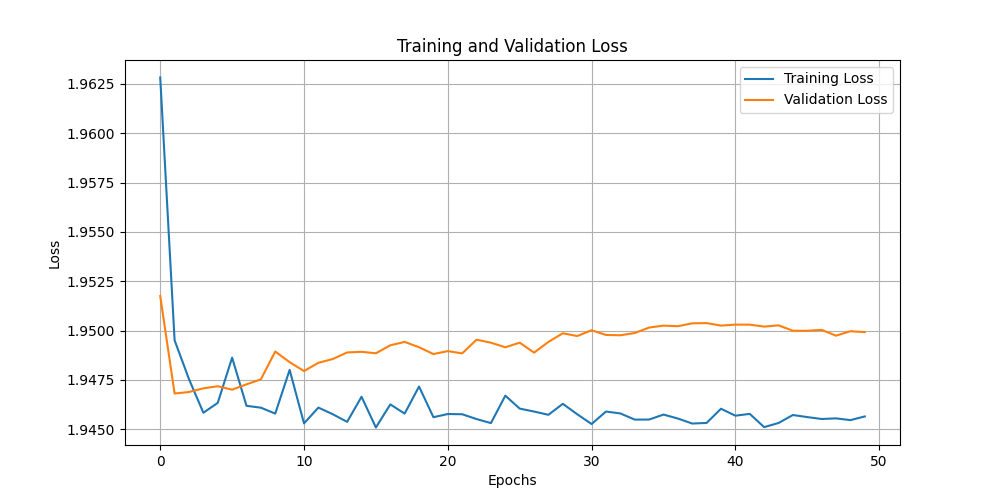 Training and Validation Loss
Training Loss
Validation Loss
Loss
1.9625
1.9600
1.9575
1.9550
1.9525
1.9500
1.9475
1.9450
0 10 20 30 40 50
Epochs